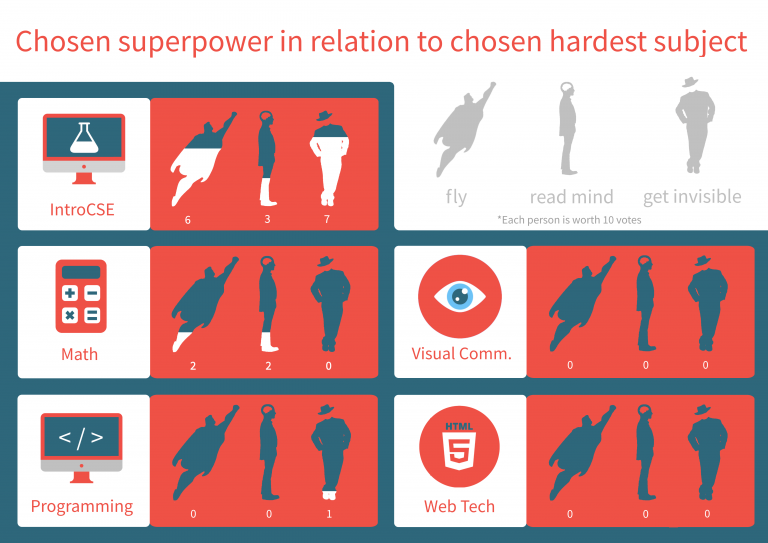 Chosen superpower in relation to chosen hardest subject
fly read mind get invisible
*Each person is worth 10 votes
IntroCSE
6 3 7
Math
2 2 0
Visual Comm.
0 0 0
</>
Programming
0 0 1
HTML
5
Web Tech
0 0 0